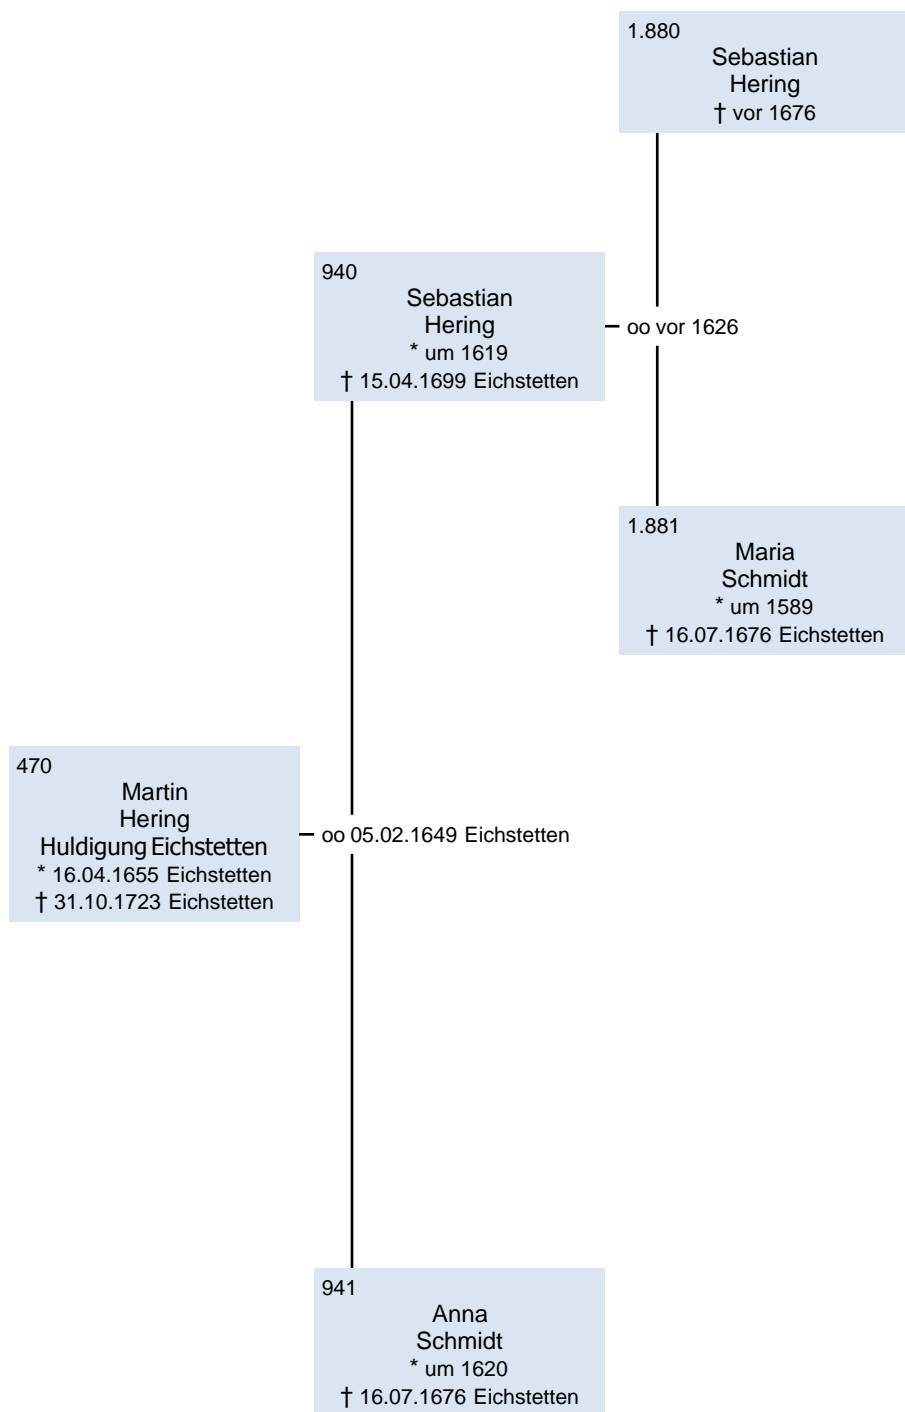 1.880
Sebastian
Hering
† vor 1676
940
Sebastian
Hering
* um 1619
† 15.04.1699 Eichstetten
oo vor 1626
1.881
Maria
Schmidt
* um 1589
† 16.07.1676 Eichstetten
470
Martin
Hering
Huldigung Eichstetten
* 16.04.1655 Eichstetten
† 31.10.1723 Eichstetten
oo 05.02.1649 Eichstetten
941
Anna
Schmidt
* um 1620
† 16.07.1676 Eichstetten